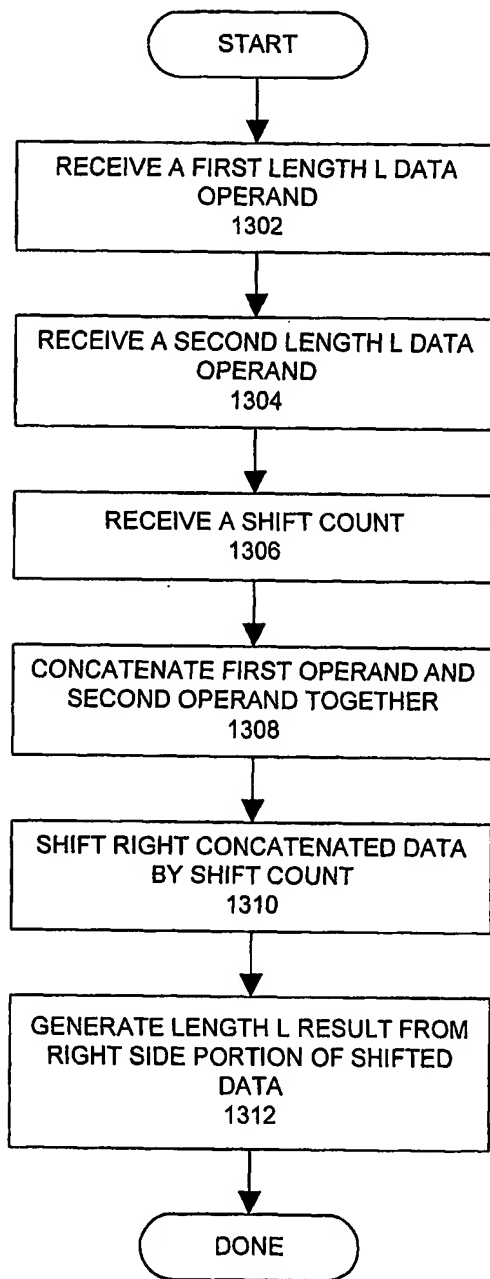 START
RECEIVE A FIRST LENGTH L DATA
OPERAND
1302
RECEIVE A SECOND LENGTH L DATA
OPERAND
1304
RECEIVE A SHIFT COUNT
1306
CONCATENATE FIRST OPERAND AND
SECOND OPERAND TOGETHER
1308
SHIFT RIGHT CONCATENATED DATA
BY SHIFT COUNT
1310
GENERATE LENGTH L RESULT FROM
RIGHT SIDE PORTION OF SHIFTED
DATA
1312
DONE